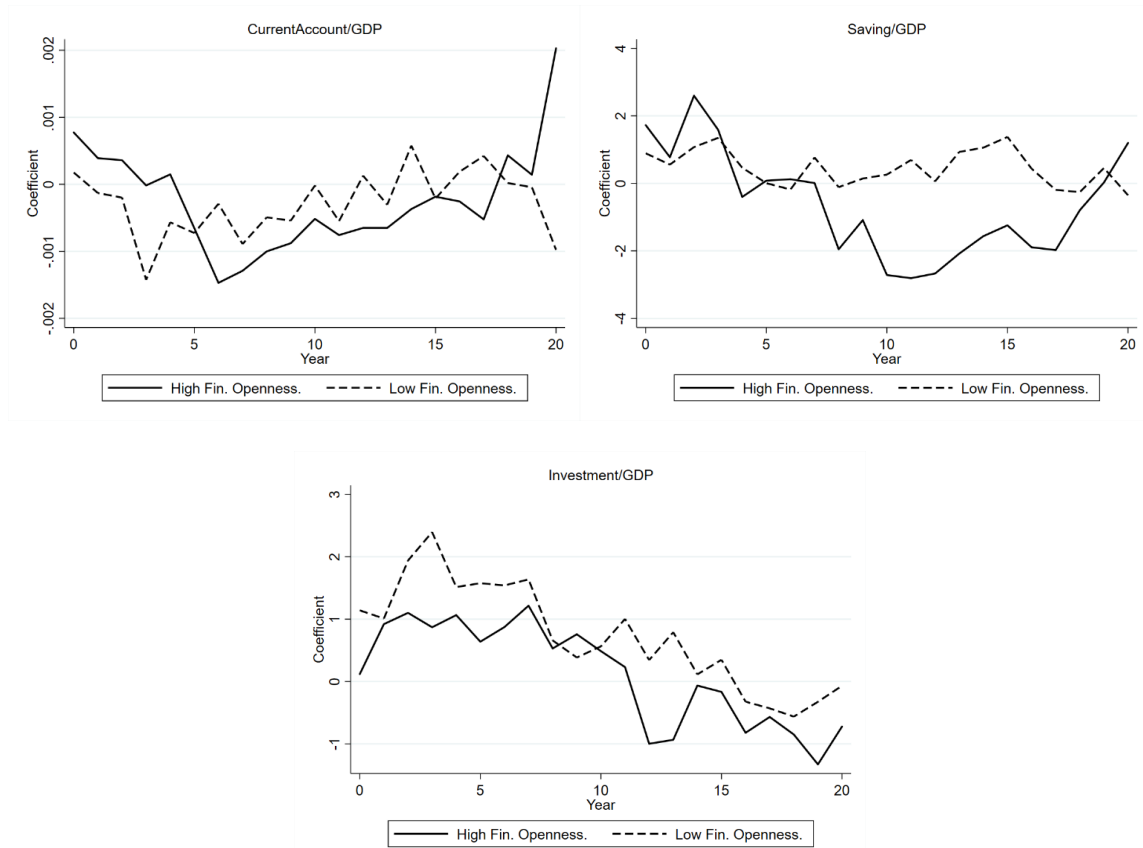 CurrentAccount/GDP
Coefficient
.002
.001
0
-.001
-.002
0 5 10 15 20
Year
High Fin. Openness. Low Fin. Openness.
Saving/GDP
Coefficient
4
2
0
-2
-4
0 5 10 15 20
Year
High Fin. Openness. Low Fin. Openness.
Investment/GDP
Coefficient
3
2
1
0
-1
0 5 10 15 20
Year
High Fin. Openness. Low Fin. Openness.